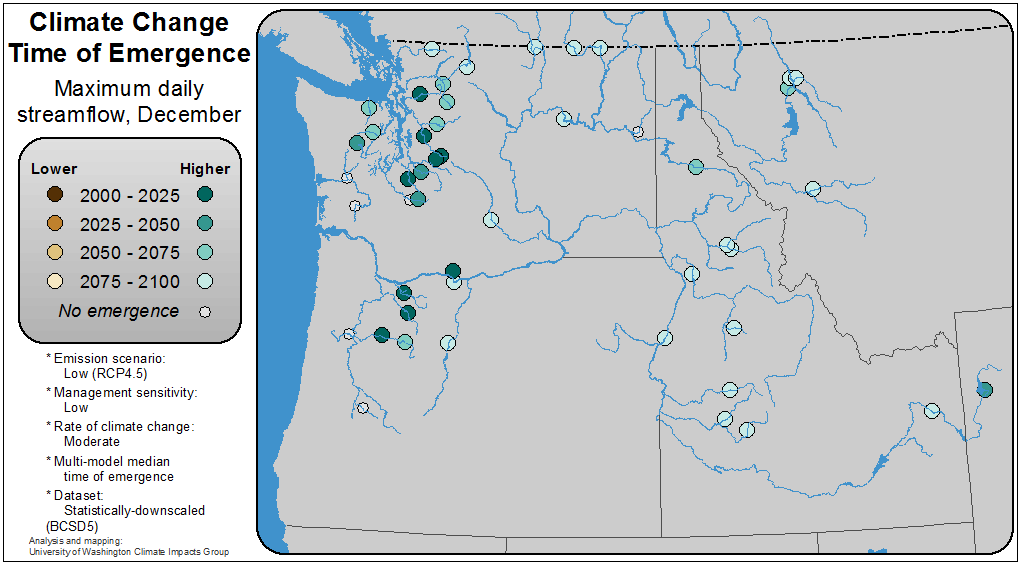 Climate Change
Time of Emergence
Maximum daily
streamflow, December
Lower Higher
2000 - 2025
2025 - 2050
2050 - 2075
2075 - 2100
No emergence
* Emission scenario:
Low (RCP4.5)
* Management sensitivity:
Low
* Rate of climate change:
Moderate
* Multi-model median
time of emergence
* Dataset:
Statistically-downscaled
(BCSD5)
Analysis and mapping:
University of Washington Climate Impacts Group